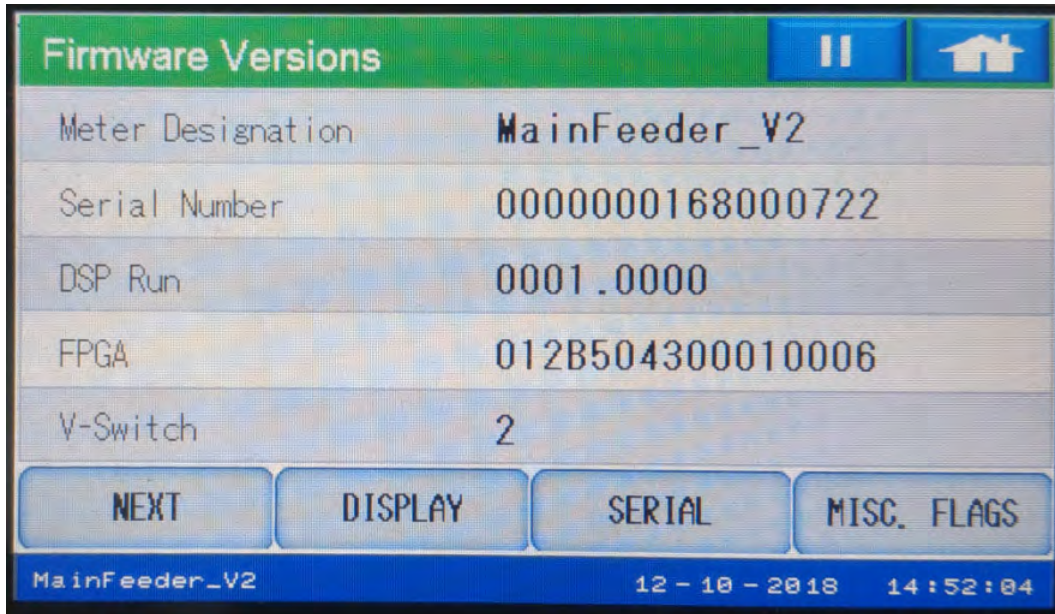 Firmware Versions
Meter Designation MainFeeder_V2
Serial Number 0000000168000722
DSP Run 0001.0000
FPGA 012B504300010006
V-Switch 2
NEXT DISPLAY SERIAL MISC. FLAGS
MainFeeder_V2 12-10-2018 14:52:04